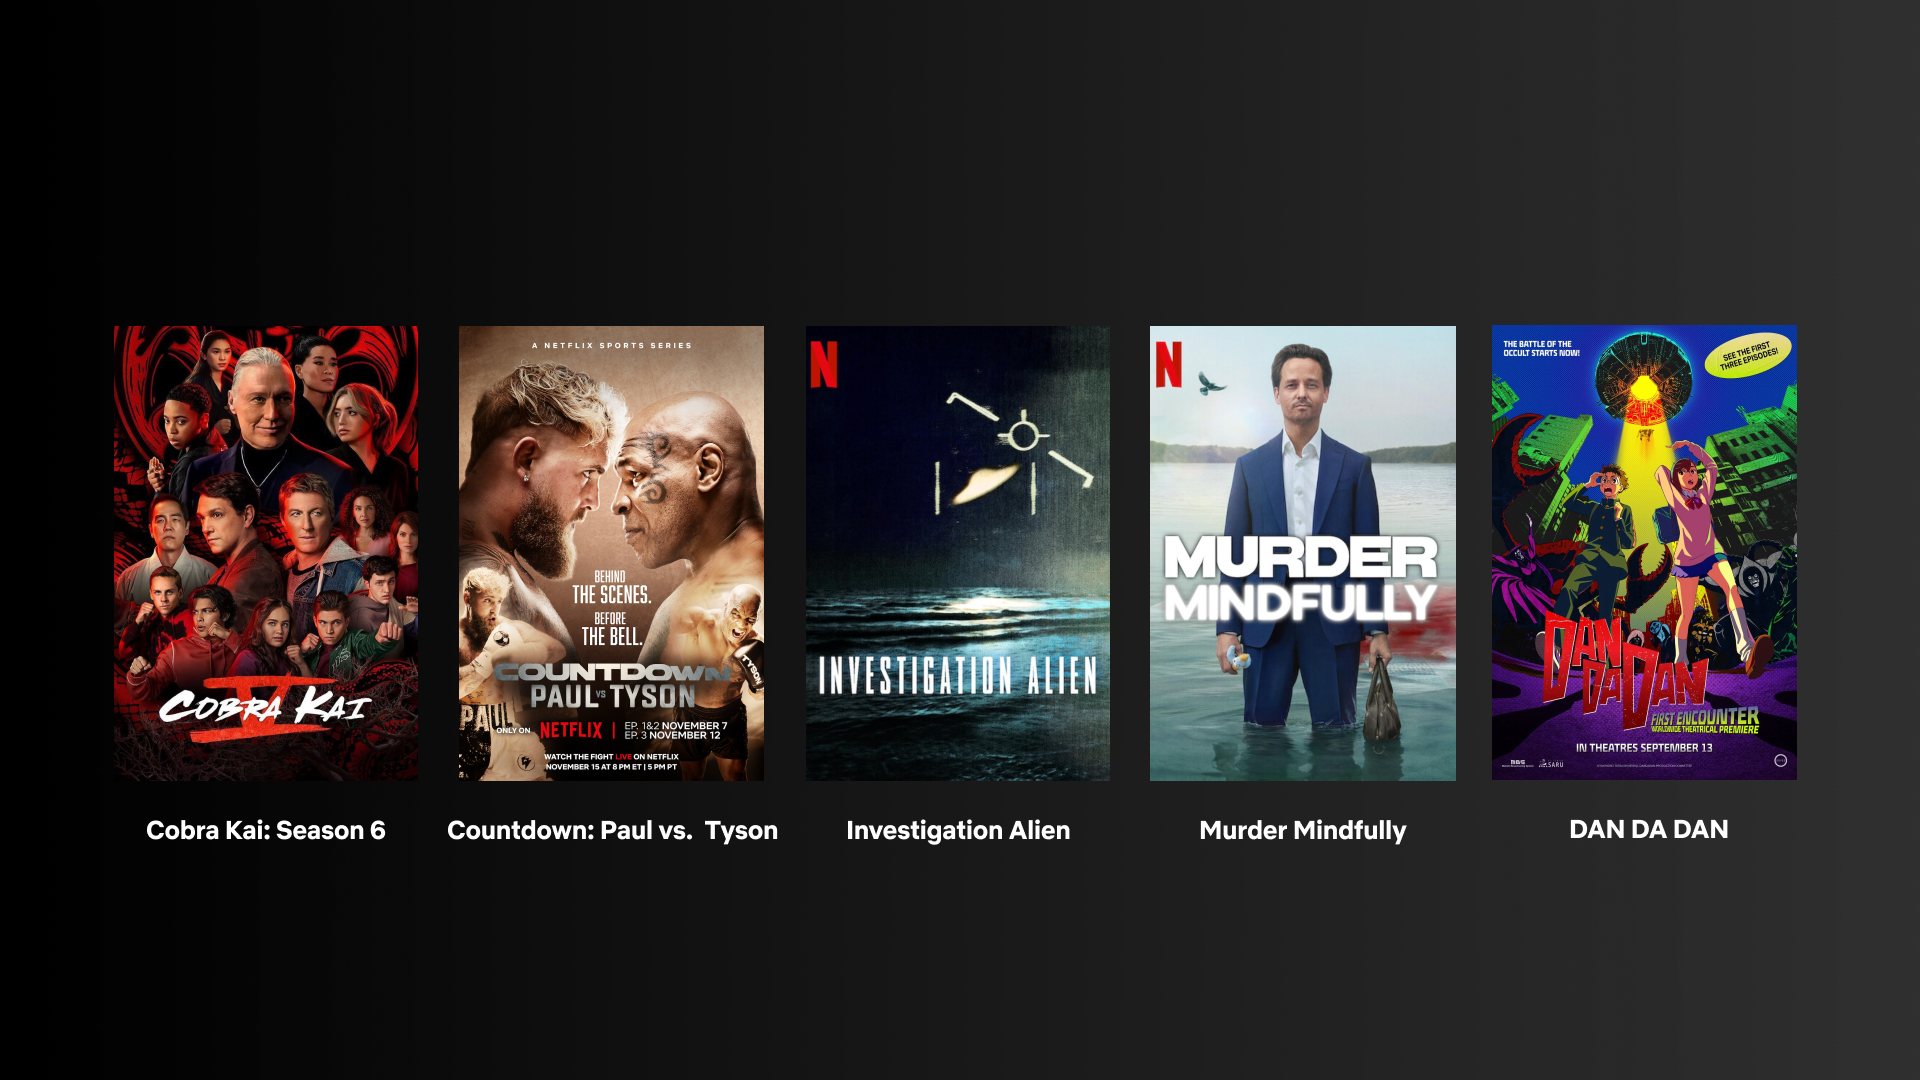 COBRA KAI
Cobra Kai: Season 6
A NETFLIX SPORTS SERIES
BEHIND
THE SCENES.
BEFORE
THE BELL.
COUNTDOWN
PAUL VS TYSON
PAUL
TYSON
ONLY ON NETFLIX | EP. 1&2 NOVEMBER 7
EP. 3 NOVEMBER 12
WATCH THE FIGHT LIVE ON NETFLIX
NOVEMBER 15 AT 8 PM ET | 5 PM PT
Countdown: Paul vs. Tyson
N
INVESTIGATION ALIEN
Investigation Alien
N
MURDER
MINDFULLY
Murder Mindfully
THE BATTLE OF THE
OCCULT STARTS NOW!
SEE THE FIRST
THREE EPISODES!
DAN
DA DAN
FIRST ENCOUNTER
WORLDWIDE THEATRICAL PREMIERE
IN THEATRES SEPTEMBER 13
DAN DA DAN